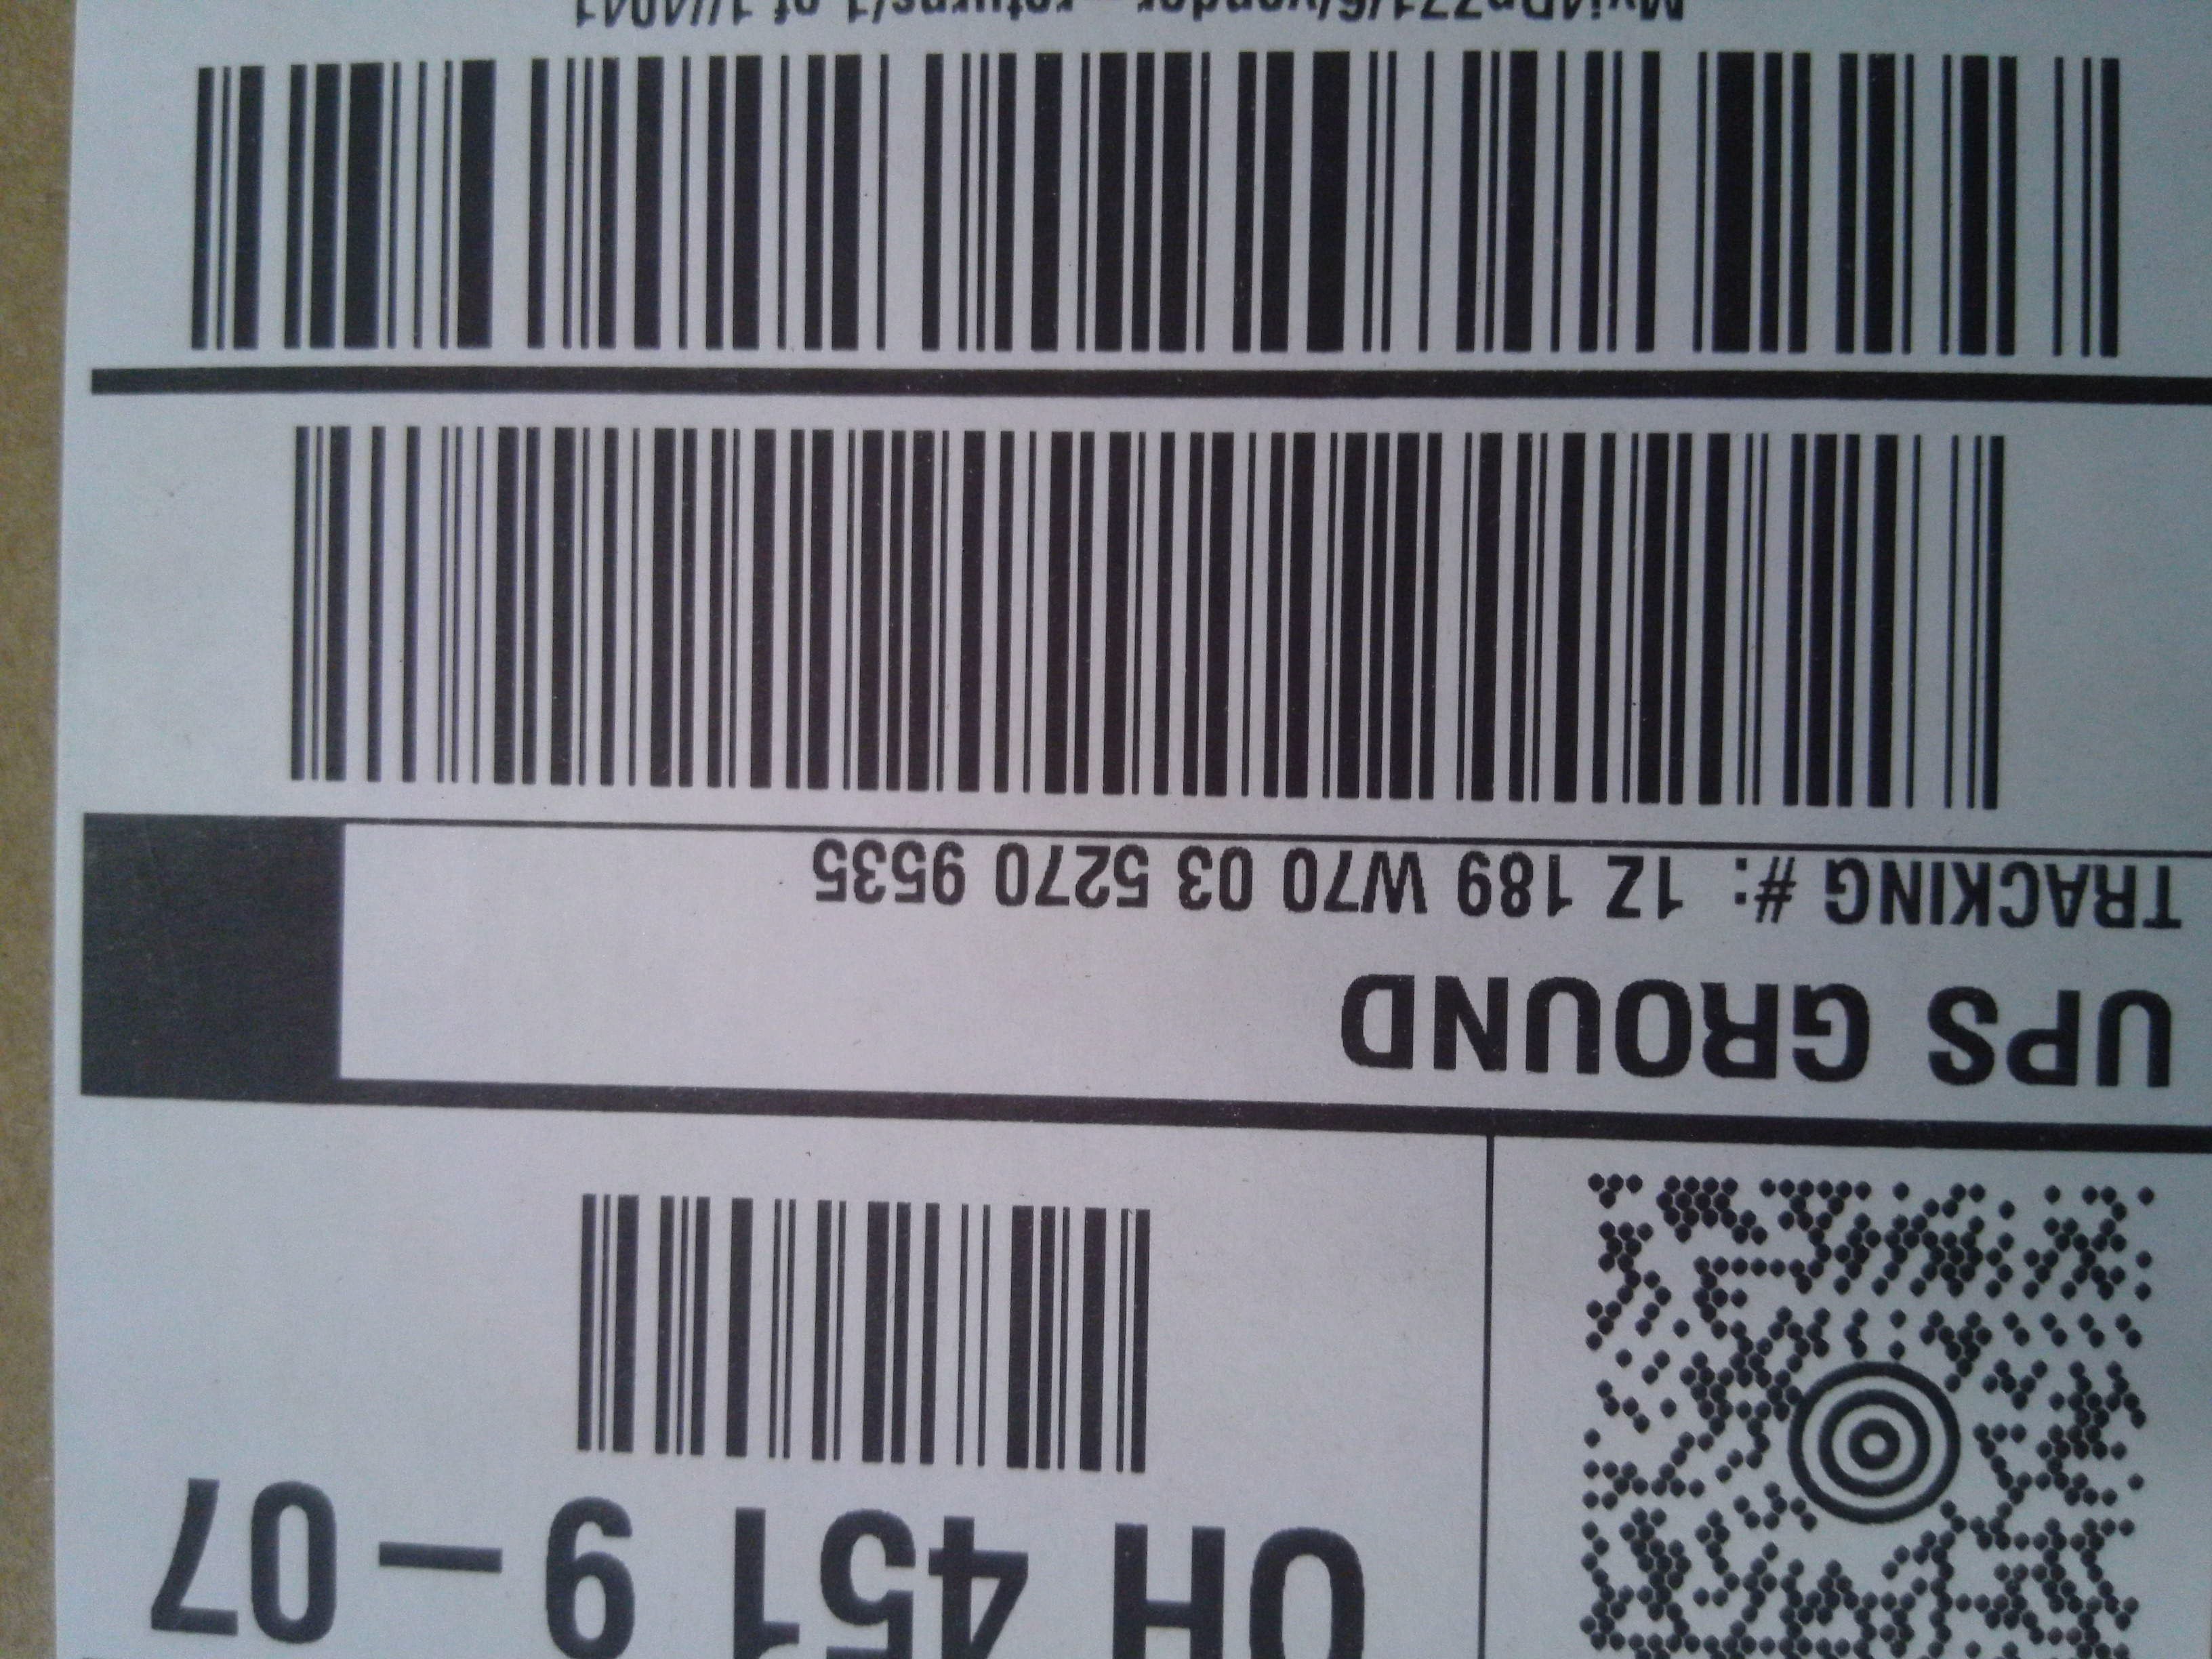 OH 451 9 – 07
UPS GROUND
TRACKING #: 1Z 189 W70 03 5270 9535